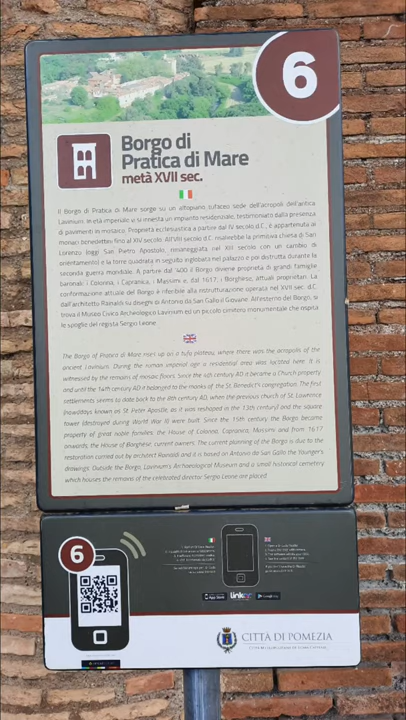 6
Borgo di
Pratica di Mare
metà XVII sec.
Il Borgo di Pratica di Mare sorge su un altopiano tufaceo, sede dell'acropoli dell'antica
Lavinium. In età imperiale vi si innesta un impianto residenziale, testimoniato dalla presenza
di pavimenti in mosaico. Proprietà ecclesiastica a partire dal IV secolo d.C., è appartenuta ai
monaci benedettini fino al XIV secolo. All'VIII secolo d.C. risalirebbe la primitiva chiesa di San
Lorenzo (oggi San Pietro Apostolo, rimaneggiata nel XIII secolo con un cambio di
orientamento) e la torre quadrata in seguito inglobata nel palazzo e poi distrutta durante la
seconda guerra mondiale. A partire dal '400 il Borgo diviene proprietà di grandi famiglie
baronali: i Colonna, i Capranica, i Massimi e, dal 1617, i Borghese, attuali proprietari. La
conformazione attuale del Borgo è riferibile alla ristrutturazione operata nel XVII sec. d.C.
dall'architetto Rainaldi su disegni di Antonio da San Gallo il Giovane. All'esterno del Borgo, si
trova il Museo Civico Archeologico Lavinium ed un piccolo cimitero monumentale che ospita
le spoglie del regista Sergio Leone.
The Borgo of Pratica di Mare rises up on a tufa plateau, where there was the acropolis of the
ancient Lavinium. During the human imperial age a residential area was located here. It is
witnessed by the remains of mosaic floors. Since the 4th century AD it became a Church property
and until the 14th century AD it belonged to the monks of the St. Benedict's congregation. The first
settlements seems to date back to the 8th century AD, when the previous church of St. Lawrence
(nowadays known as St. Peter Apostle, as it was reshaped in the 13th century) and the square
tower (destroyed during World War II) were built. Since the 15th century the Borgo became
property of great noble families: the House of Colonna, Capranica, Massimi and from 1617
onwards, the House of Borghese, current owners. The current planning of the Borgo is due to the
restoration carried out by architect Rainaldi and it is based on Antonio da San Gallo the Younger's
drawings. Outside the Borgo, Lavinium's Archaeological Museum and a small historical cemetery
which houses the remains of the celebrated director Sergio Leone are placed.
6
App Store
Google Play
CITTÀ DI POMEZIA